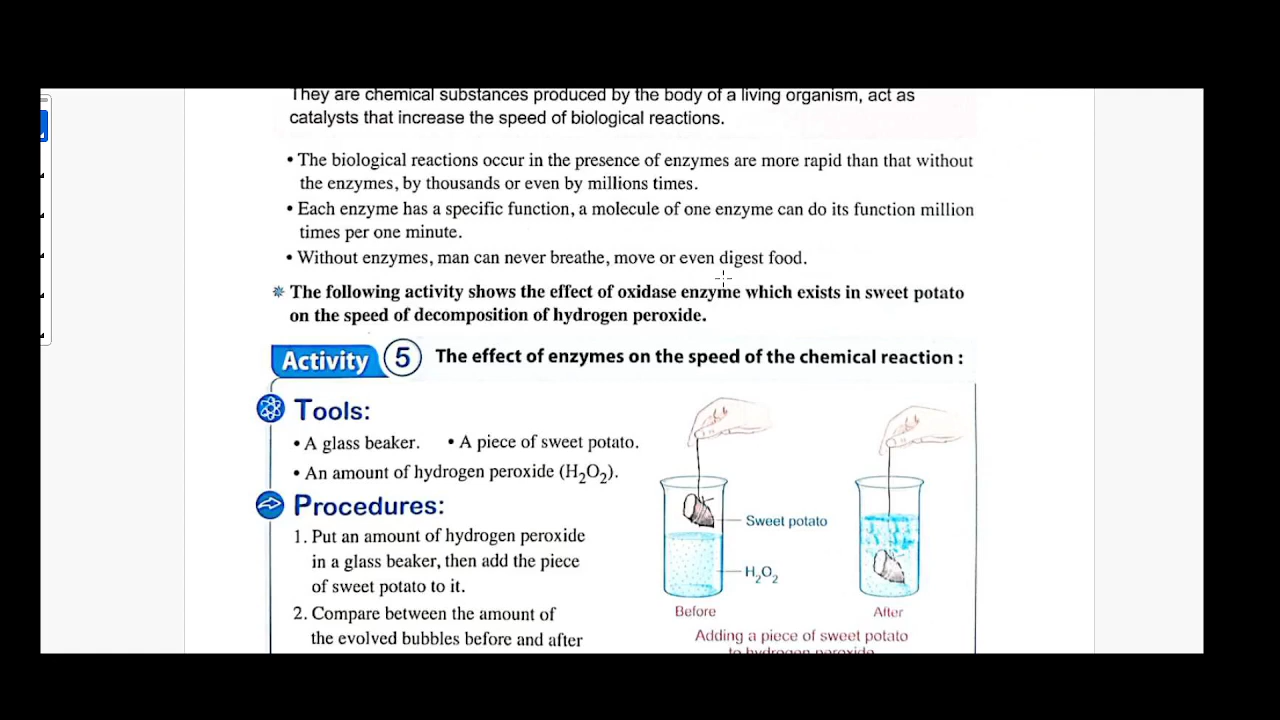 They are chemical substances produced by the body of a living organism, act as
catalysts that increase the speed of biological reactions.
• The biological reactions occur in the presence of enzymes are more rapid than that without
the enzymes, by thousands or even by millions times.
• Each enzyme has a specific function, a molecule of one enzyme can do its function million
times per one minute.
• Without enzymes, man can never breathe, move or even digest food.
* The following activity shows the effect of oxidase enzyme which exists in sweet potato
on the speed of decomposition of hydrogen peroxide.
Activity 5 The effect of enzymes on the speed of the chemical reaction :
Tools:
• A glass beaker. • A piece of sweet potato.
• An amount of hydrogen peroxide (H₂O₂).
Procedures:
1. Put an amount of hydrogen peroxide
in a glass beaker, then add the piece
of sweet potato to it.
2. Compare between the amount of
the evolved bubbles before and after
Sweet potato
H₂O₂
Before After
Adding a piece of sweet potato
to hydrogen peroxide